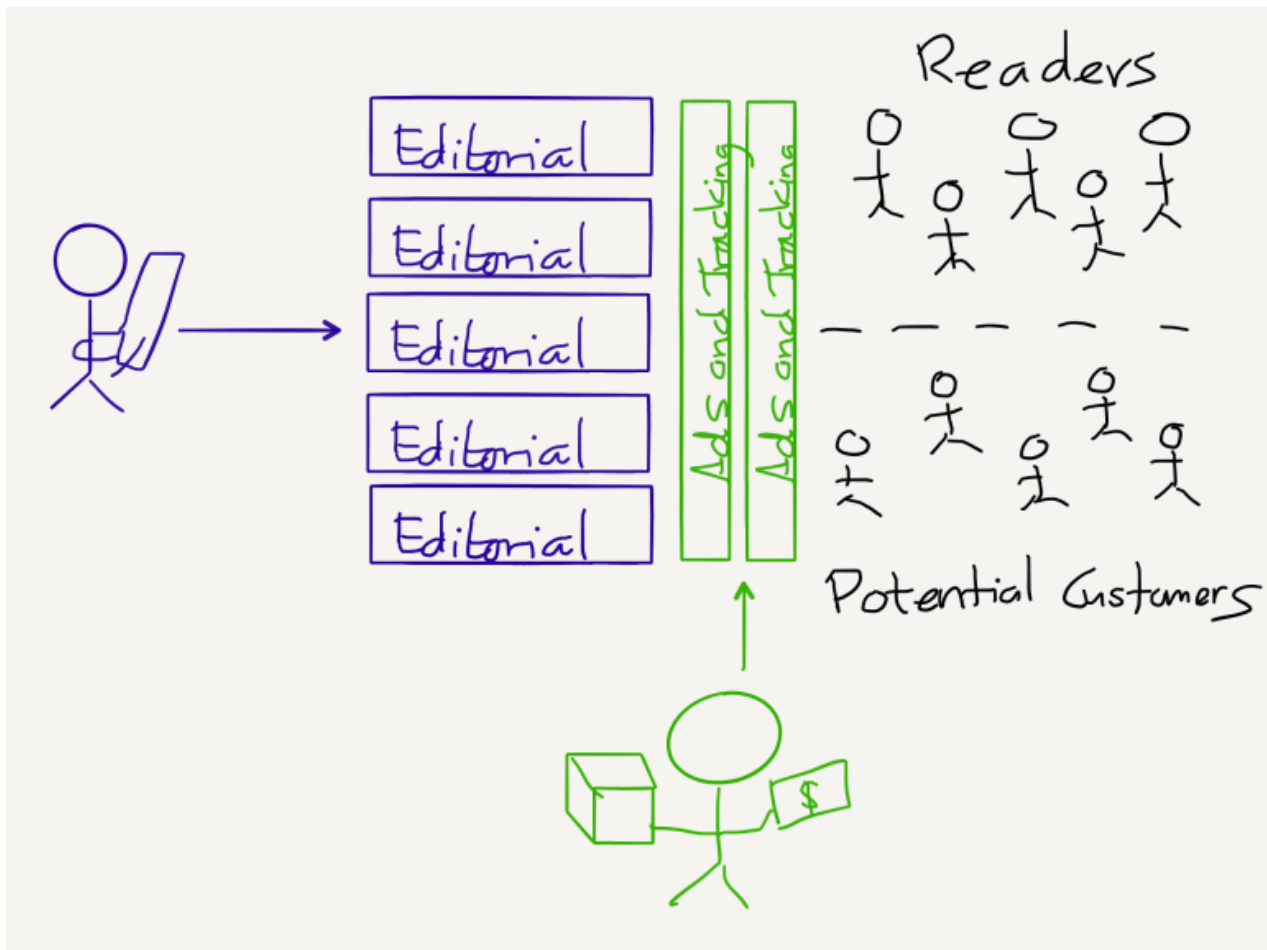 Readers
Editorial
Editorial
Editorial
Editorial
Editorial
Ads and Tracking
Ads and Tracking
Potential Customers
$